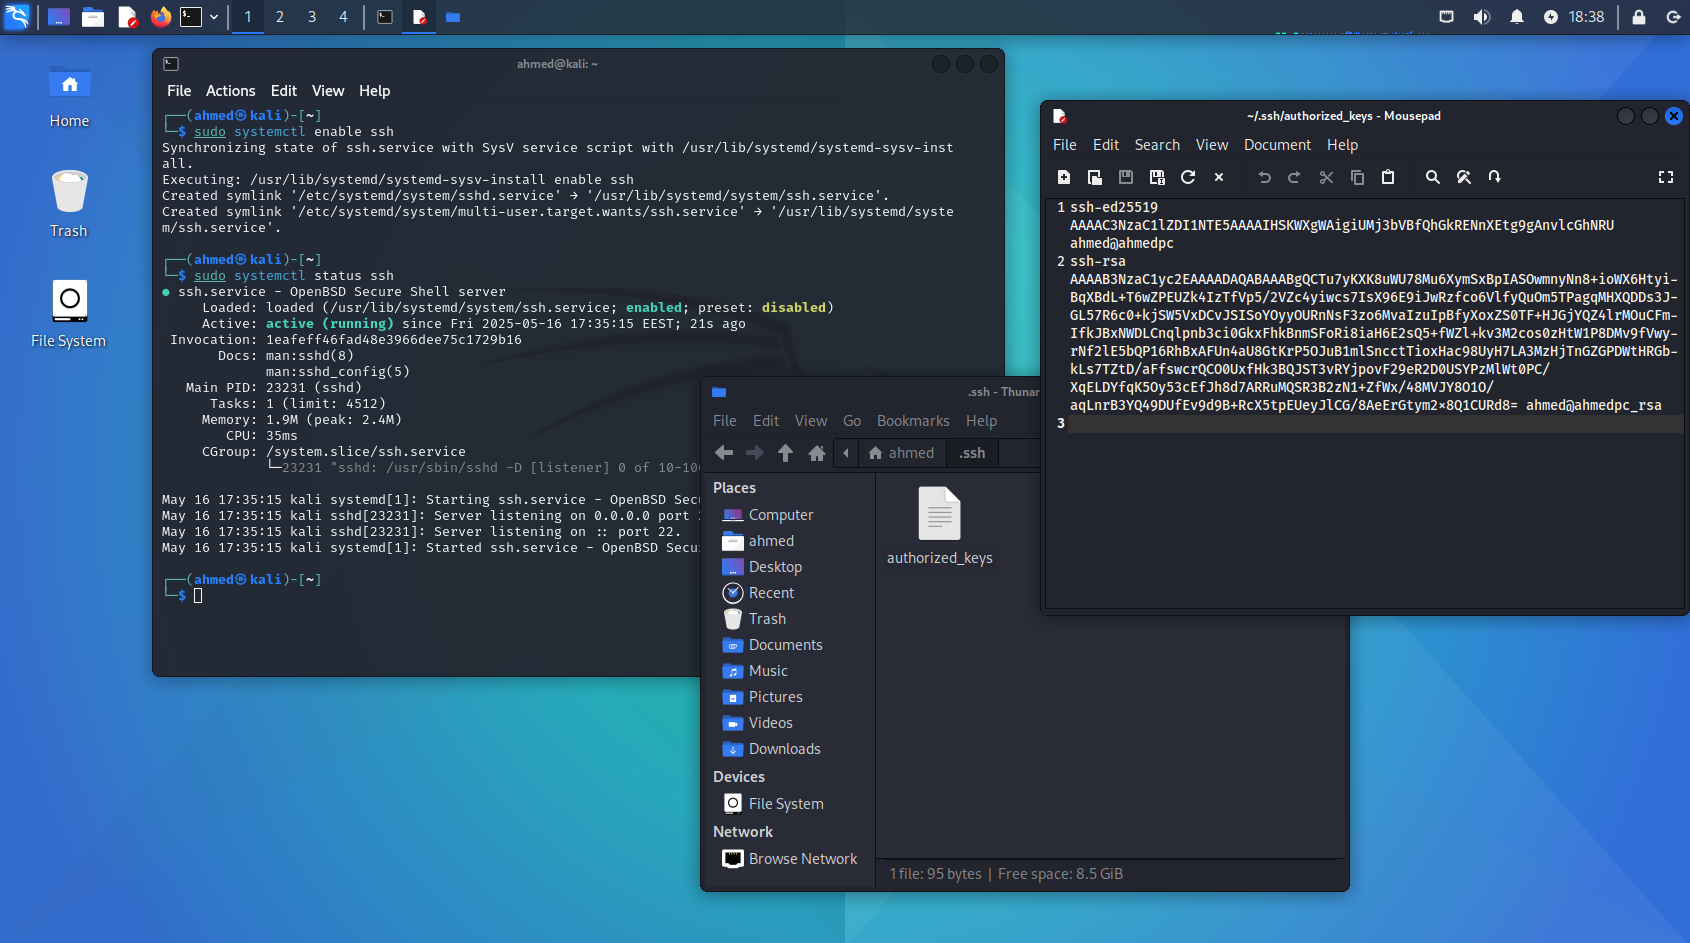 1 2 3 4
18:38
Home
Trash
File System
ahmed@kali: ~
File Actions Edit View Help
┌──(ahmed㉿kali)-[~]
└─$ sudo systemctl enable ssh
Synchronizing state of ssh.service with SysV service script with /usr/lib/systemd/systemd-sysv-inst
all.
Executing: /usr/lib/systemd/systemd-sysv-install enable ssh
Created symlink '/etc/systemd/system/sshd.service' → '/usr/lib/systemd/system/ssh.service'.
Created symlink '/etc/systemd/system/multi-user.target.wants/ssh.service' → '/usr/lib/systemd/syste
m/ssh.service'.
┌──(ahmed㉿kali)-[~]
└─$ sudo systemctl status ssh
● ssh.service - OpenBSD Secure Shell server
Loaded: loaded (/usr/lib/systemd/system/ssh.service; enabled; preset: disabled)
Active: active (running) since Fri 2025-05-16 17:35:15 EEST; 21s ago
Invocation: 1eafeff46fad48e3966dee75c1729b16
Docs: man:sshd(8)
man:sshd_config(5)
Main PID: 23231 (sshd)
Tasks: 1 (limit: 4512)
Memory: 1.9M (peak: 2.4M)
CPU: 35ms
CGroup: /system.slice/ssh.service
└─23231 "sshd: /usr/sbin/sshd -D [listener] 0 of 10-10
May 16 17:35:15 kali systemd[1]: Starting ssh.service - OpenBSD Secu
May 16 17:35:15 kali sshd[23231]: Server listening on 0.0.0.0 port
May 16 17:35:15 kali sshd[23231]: Server listening on :: port 22.
May 16 17:35:15 kali systemd[1]: Started ssh.service - OpenBSD Secu
┌──(ahmed㉿kali)-[~]
└─$
.ssh - Thunar
File Edit View Go Bookmarks Help
ahmed .ssh
Places
Computer
ahmed
Desktop
Recent
Trash
Documents
Music
Pictures
Videos
Downloads
Devices
File System
Network
Browse Network
authorized_keys
1 file: 95 bytes | Free space: 8.5 GiB
~/.ssh/authorized_keys - Mousepad
File Edit Search View Document Help
1 ssh-ed25519
AAAAC3NzaC1lZDI1NTE5AAAAIHSKWXgWAigiUMj3bVBfQhGkRENnXEtg9gAnvlcGhNRU
ahmed@ahmedpc
2 ssh-rsa
AAAAB3NzaC1yc2EAAAADAQABAAABgQCTu7yKXK8uWU78Mu6XymSxBpIASOwmnyNn8+ioWX6Htyi-
BqXBdL+T6wZPEUZk4IzTfVp5/2VZc4yiwcs7IsX96E9iJwRzfco6VlfyQuOm5TPagqMHXQDDs3J-
GL57R6c0+kjSW5VxDCvJSISoYOyyOURnNsF3zo6MvaIzuIpBfyXoxZS0TF+HJGjYQZ4lrMOuCFm-
IfkJBxNWDLCnqlpnb3ci0GkxFhkBnmSFoRi8iaH6E2sQ5+fWZl+kv3M2cos0zHtW1P8DMv9fVwy-
rNf2lE5bQP16RhBxAFUn4aU8GtKrP5OJuB1mlSncctTioxHac98UyH7LA3MzHjTnGZGPDWtHRGb-
kLs7TZtD/aFfswcrQCO0UxfHk3BQJST3vRYjpovF29eR2D0USYPzMlWt0PC/
XqELDYfqK5Oy53cEfJh8d7ARRuMQSR3B2zN1+ZfWx/48MVJY8O1O/
aqLnrB3YQ49DUfEv9d9B+RcX5tpEUeyJlCG/8AeErGtym2×8Q1CURd8= ahmed@ahmedpc_rsa
3